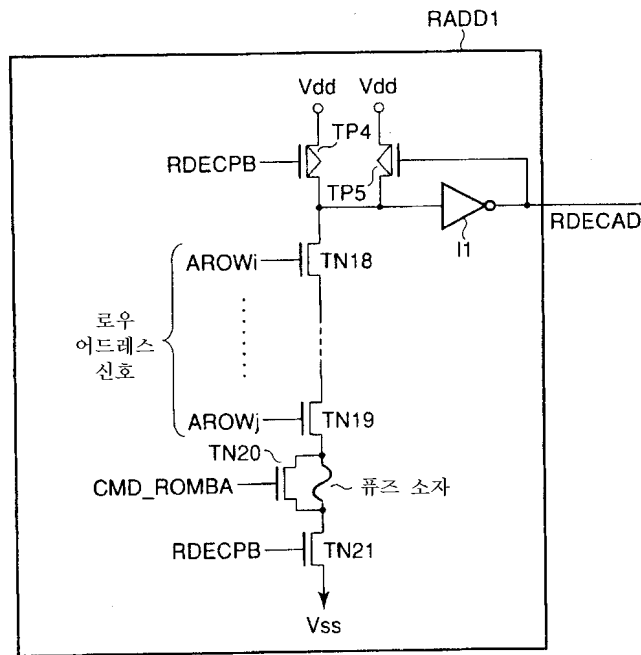 RADD1
Vdd Vdd
TP4
RDECPB
TP5
I1
RDECAD
AROWi
TN18
로우
어드레스
신호
AROWj
TN19
TN20
CMD_ROMBA
퓨즈 소자
RDECPB
TN21
Vss